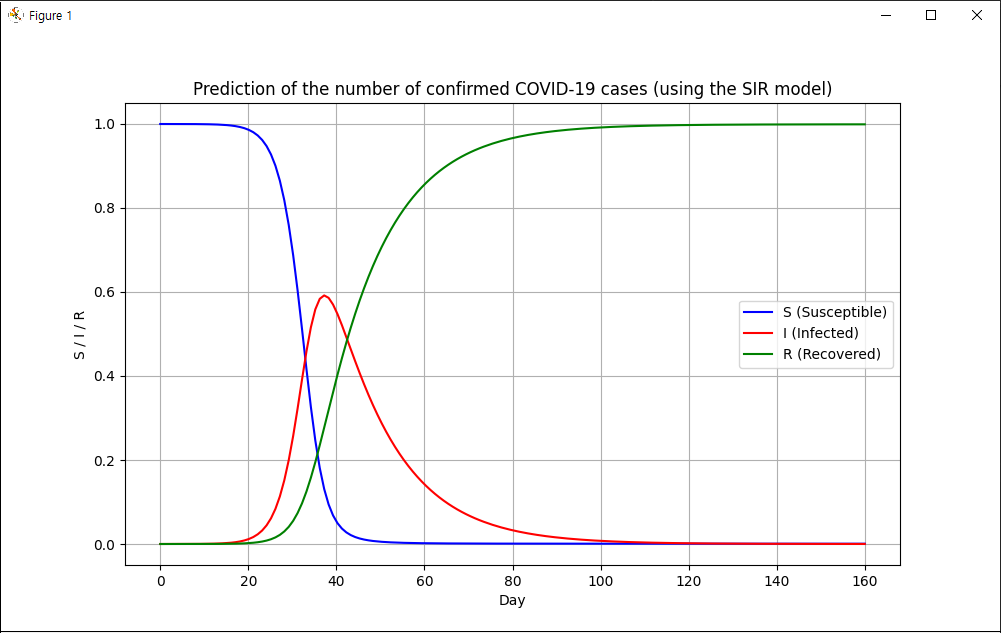 Figure 1
Prediction of the number of confirmed COVID-19 cases (using the SIR model)
S / I / R
1.0
0.8
0.6
0.4
0.2
0.0
S (Susceptible)
I (Infected)
R (Recovered)
0 20 40 60 80 100 120 140 160
Day